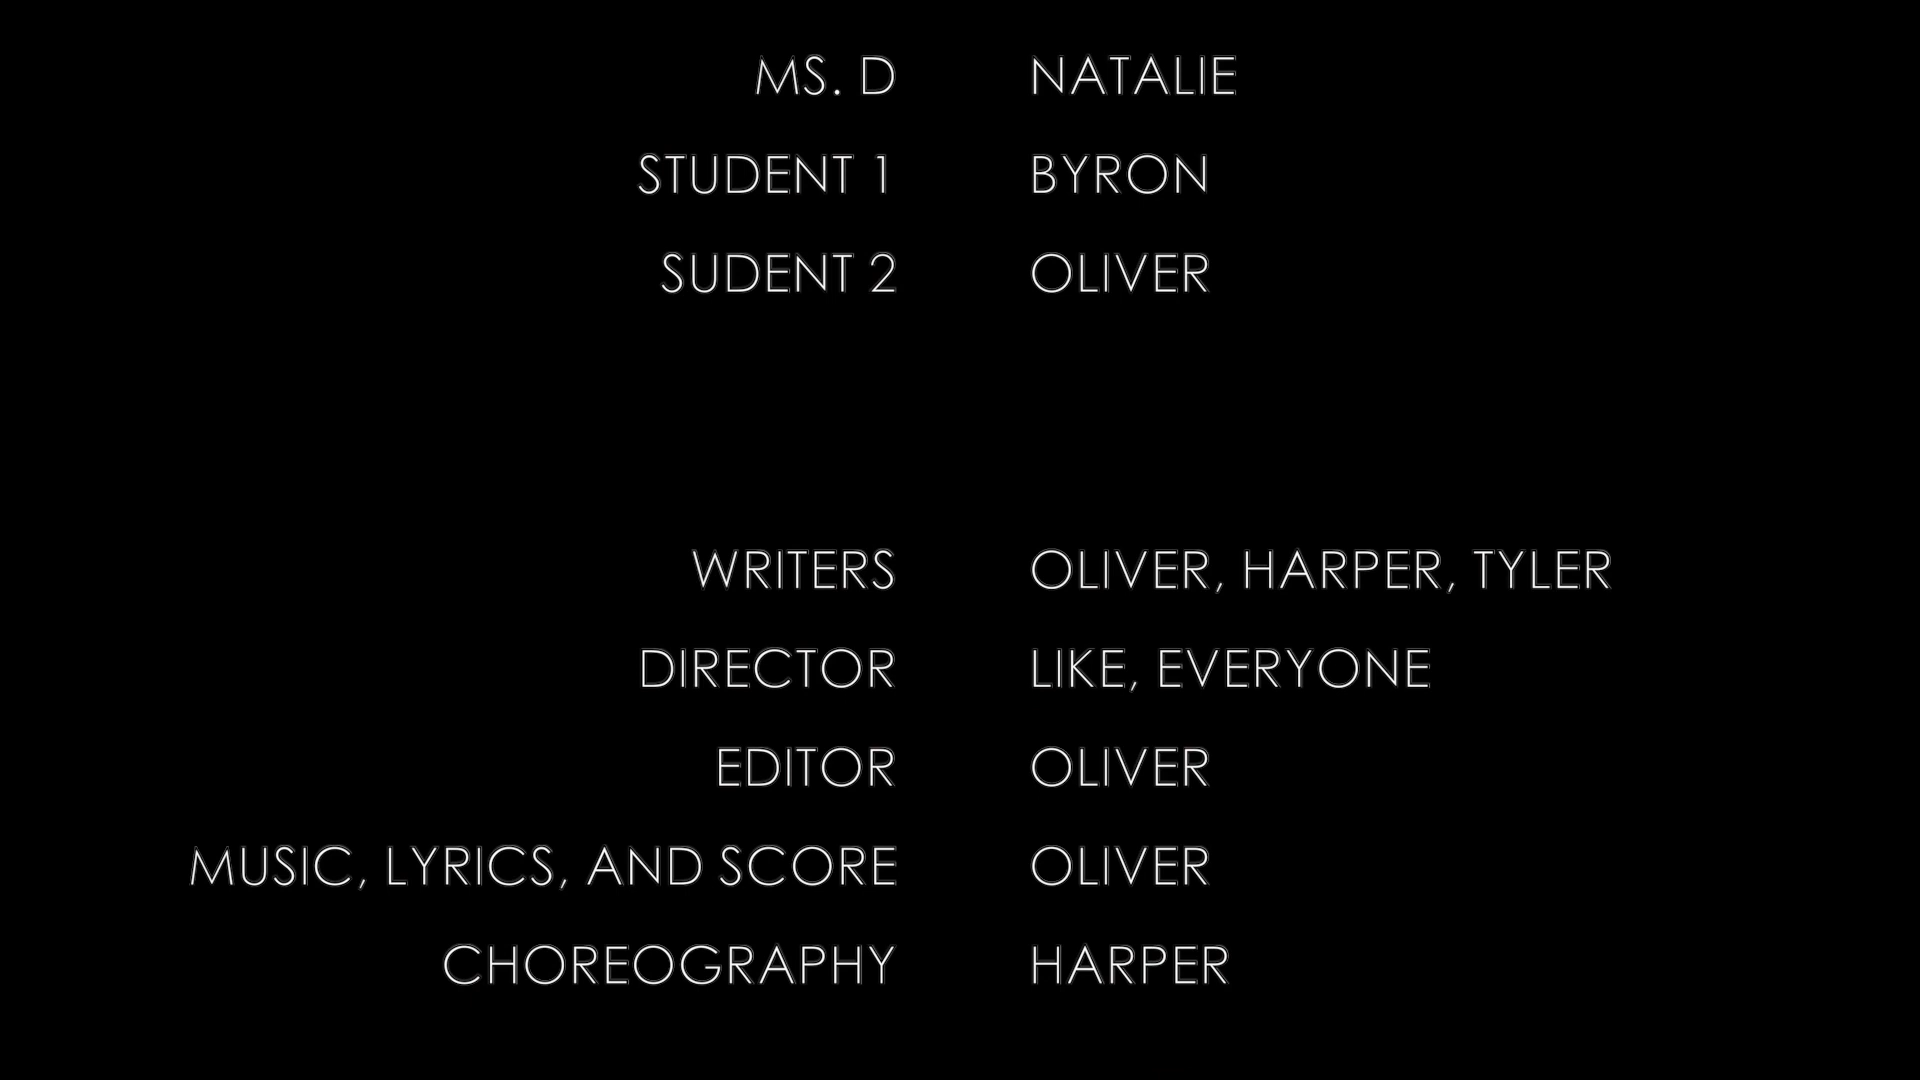 MS. D NATALIE
STUDENT 1 BYRON
SUDENT 2 OLIVER
WRITERS OLIVER, HARPER, TYLER
DIRECTOR LIKE, EVERYONE
EDITOR OLIVER
MUSIC, LYRICS, AND SCORE OLIVER
CHOREOGRAPHY HARPER